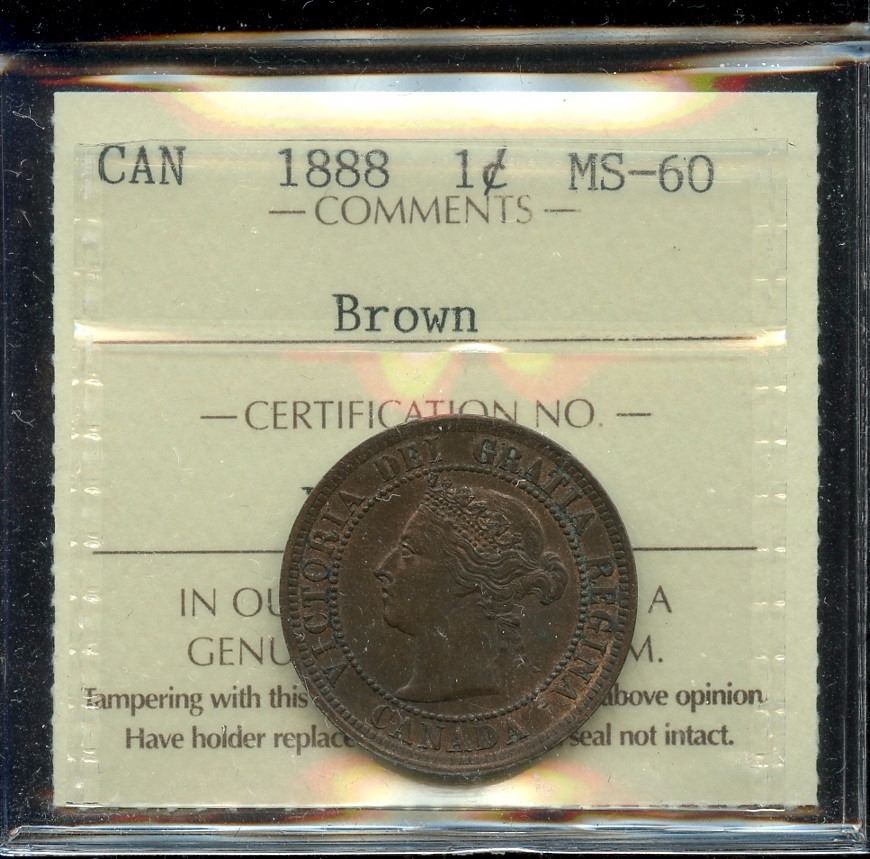 CAN 1888 1¢ MS-60
— COMMENTS —
Brown
— CERTIFICATION NO. —
VICTORIA DEI GRATIA REGINA.
CANADA
IN OU A
GENU M.
Tampering with this above opinion.
Have holder replace seal not intact.